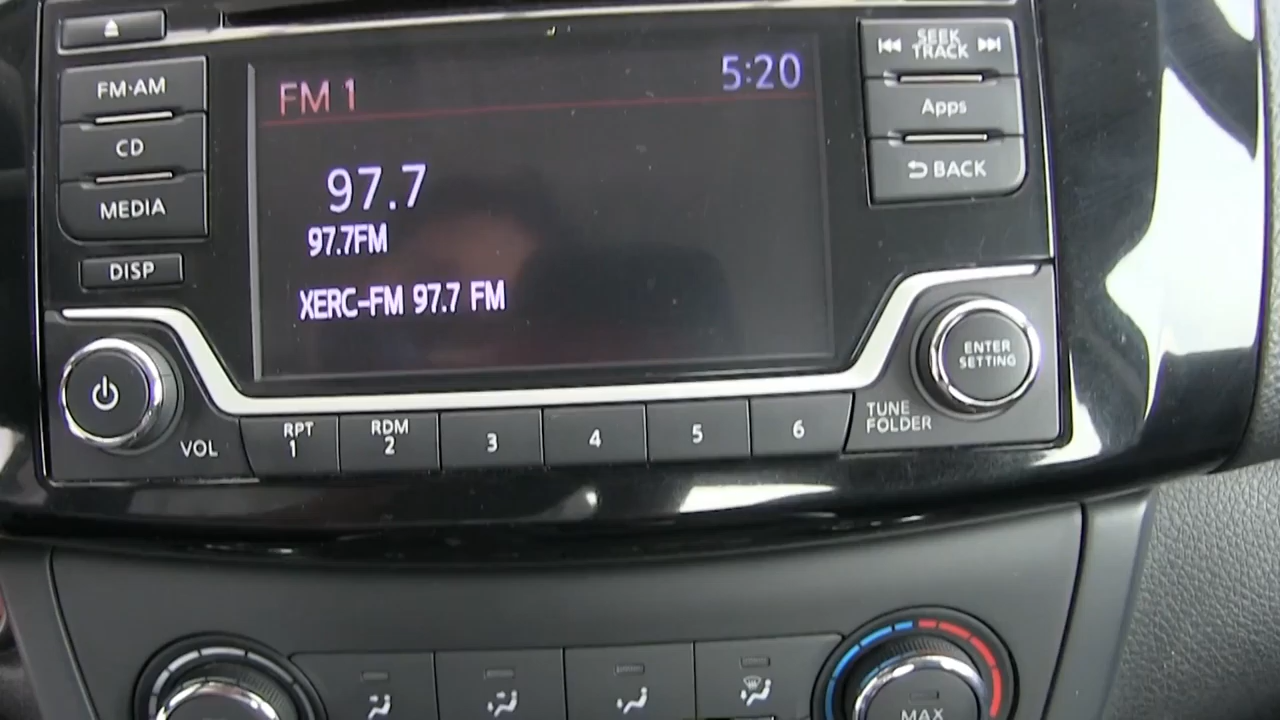 FM·AM
CD
MEDIA
DISP
VOL
FM 1
5:20
97.7
97.7FM
XERC-FM 97.7 FM
SEEK
TRACK
Apps
BACK
ENTER
SETTING
TUNE
FOLDER
RPT
1
RDM
2
3
4
5
6
MAX